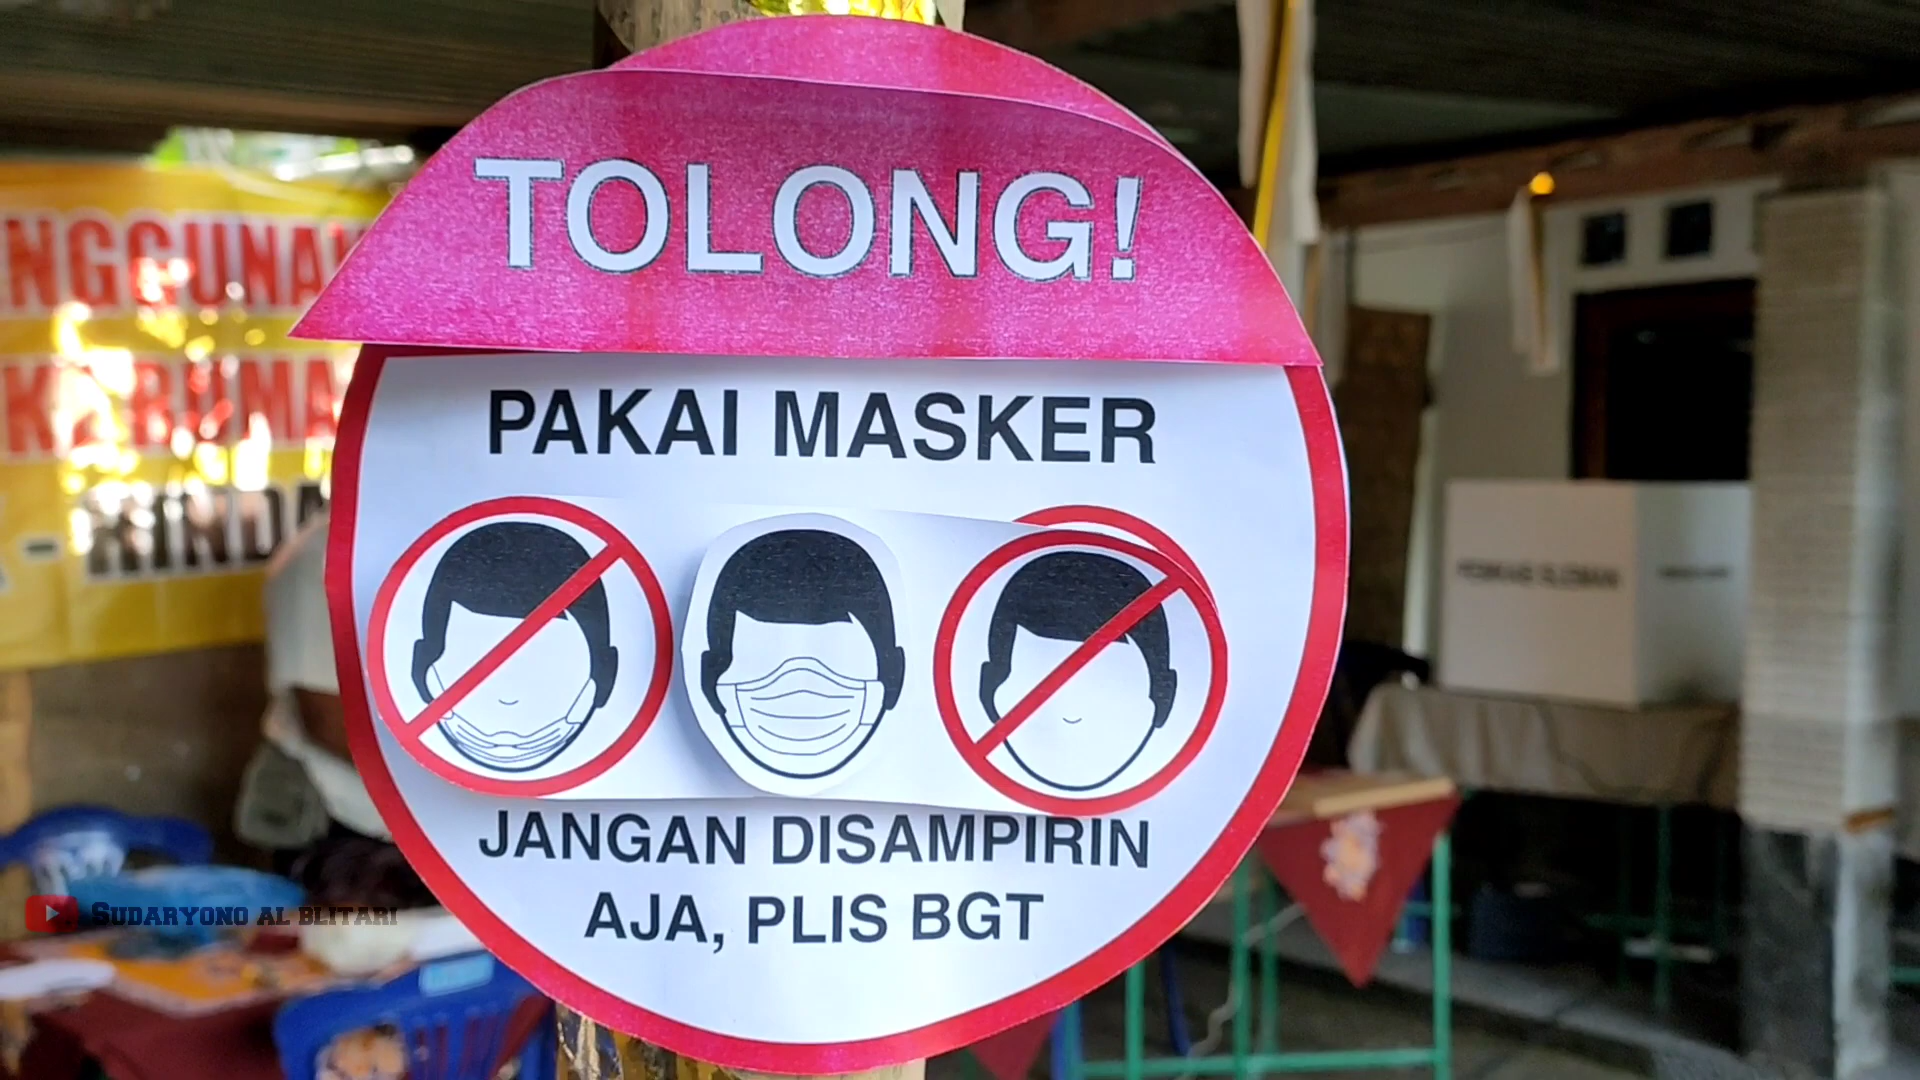 TOLONG!
PAKAI MASKER
JANGAN DISAMPIRIN
AJA, PLIS BGT
SUDARYONO AL BLITARI